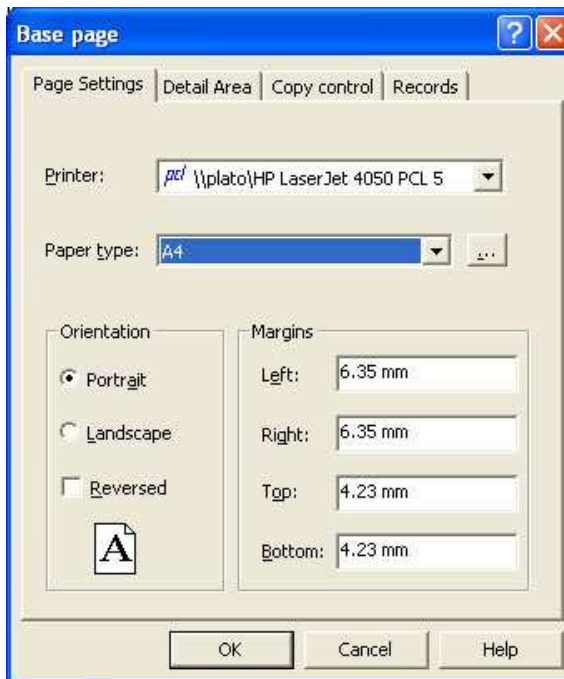 Base page
Page Settings Detail Area Copy control Records
Printer: pcl \\plato\HP LaserJet 4050 PCL 5
Paper type: A4 ...
Orientation
Portrait
Landscape
Reversed
A
Margins
Left: 6.35 mm
Right: 6.35 mm
Top: 4.23 mm
Bottom: 4.23 mm
OK Cancel Help